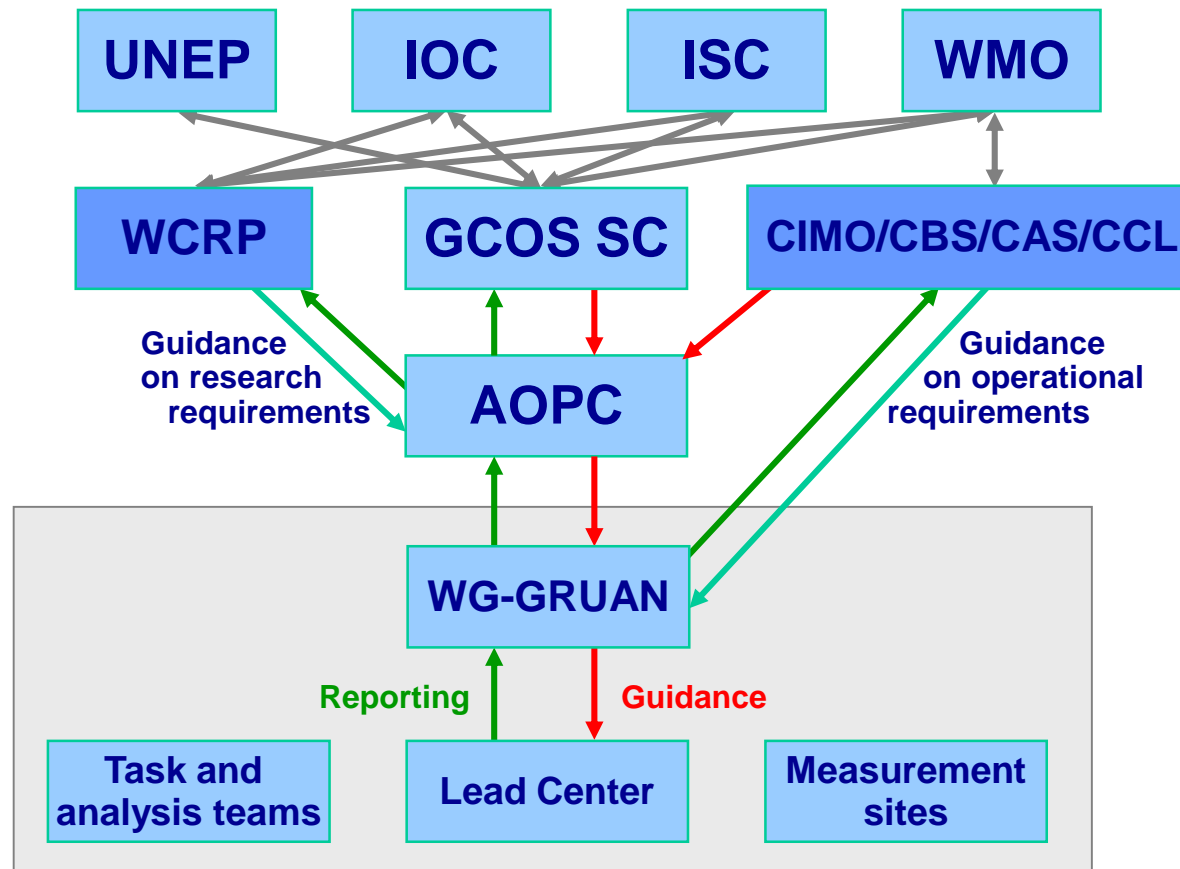 UNEP
IOC
ISC
WMO
WCRP
GCOS SC
CIMO/CBS/CAS/CCL
Guidance
on research
requirements
AOPC
Guidance
on operational
requirements
WG-GRUAN
Reporting
Guidance
Task and
analysis teams
Lead Center
Measurement
sites